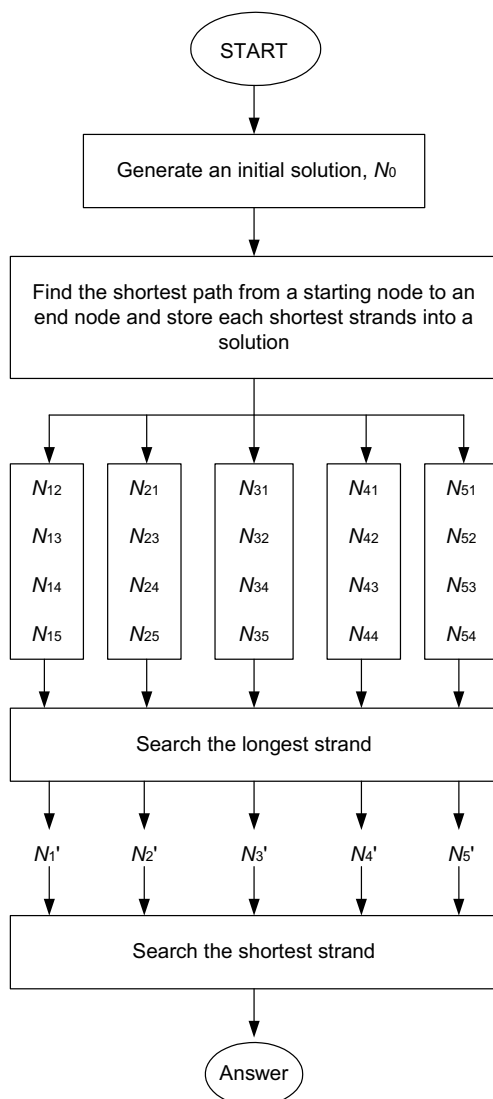 START
Generate an initial solution, N0
Find the shortest path from a starting node to an
end node and store each shortest strands into a
solution
N12 N21 N31 N41 N51
N13 N23 N32 N42 N52
N14 N24 N34 N43 N53
N15 N25 N35 N44 N54
Search the longest strand
N1' N2' N3' N4' N5'
Search the shortest strand
Answer